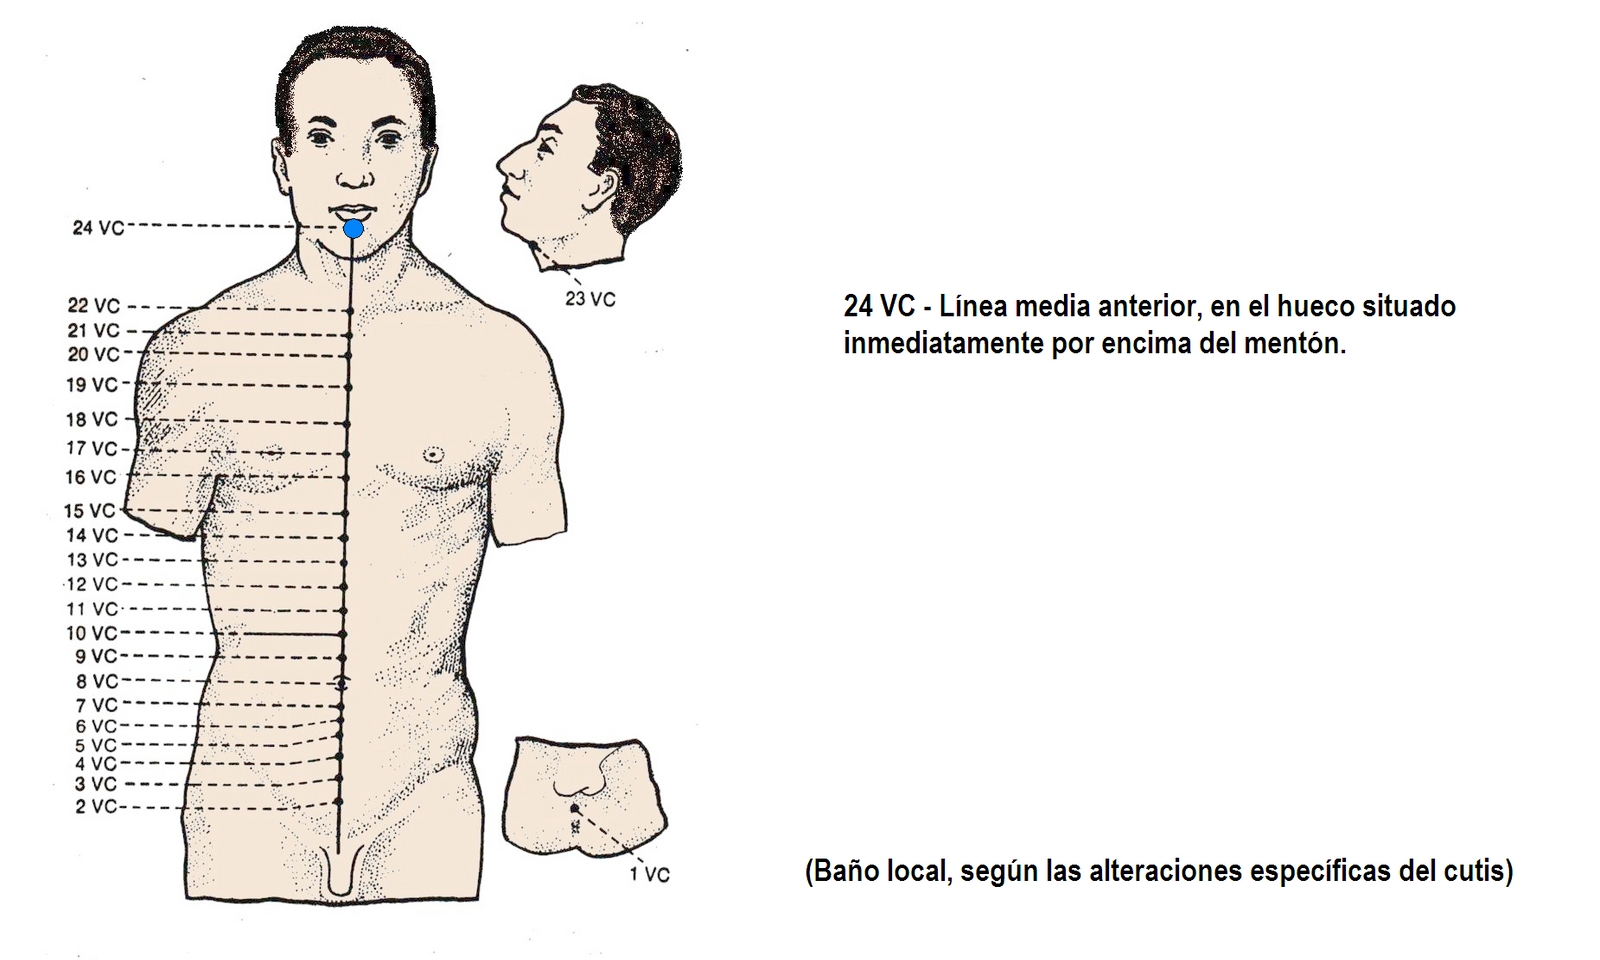 24 VC
22 VC
21 VC
20 VC
19 VC
18 VC
17 VC
16 VC
15 VC
14 VC
13 VC
12 VC
11 VC
10 VC
9 VC
8 VC
7 VC
6 VC
5 VC
4 VC
3 VC
2 VC
23 VC
1 VC
24 VC - Línea media anterior, en el hueco situado
inmediatamente por encima del mentón.
(Baño local, según las alteraciones específicas del cutis)